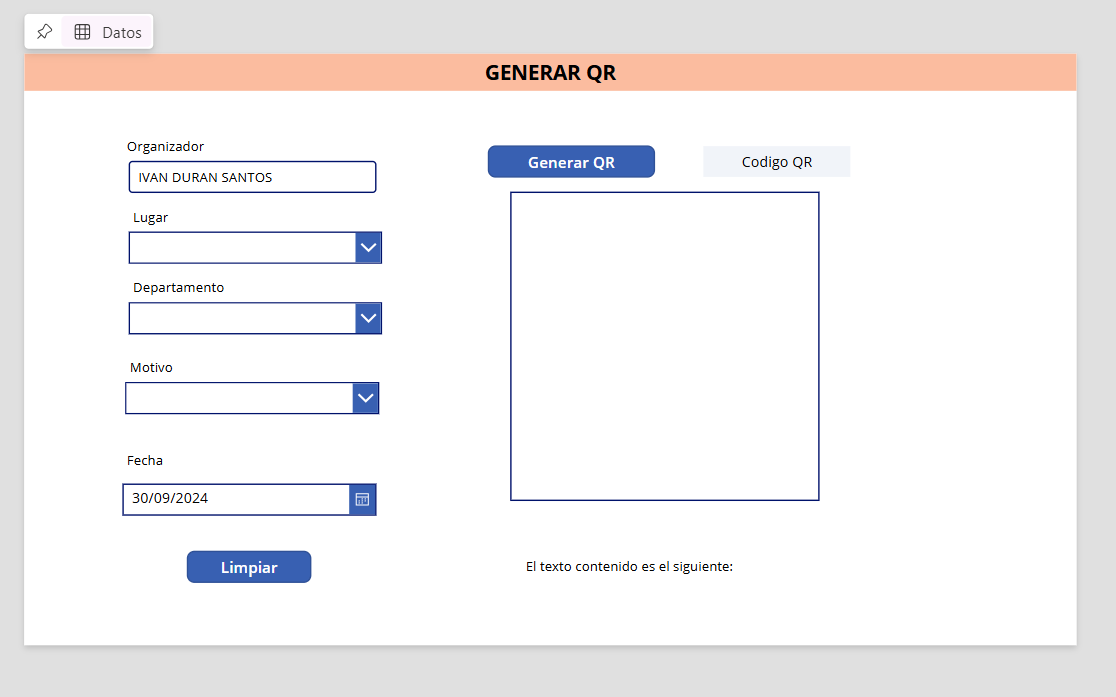 Datos
GENERAR QR
Organizador
IVAN DURAN SANTOS
Lugar
Departamento
Motivo
Fecha
30/09/2024
Limpiar
Generar QR
Codigo QR
El texto contenido es el siguiente: